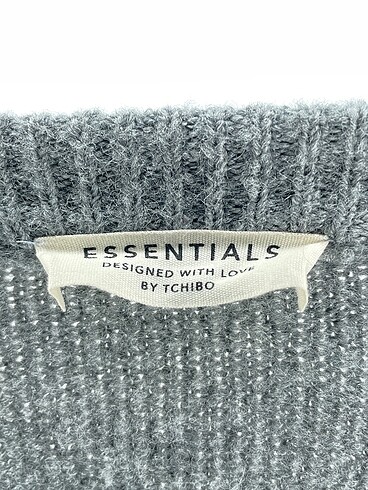 ESSENTIALS
DESIGNED WITH LOVE
BY TCHIBO